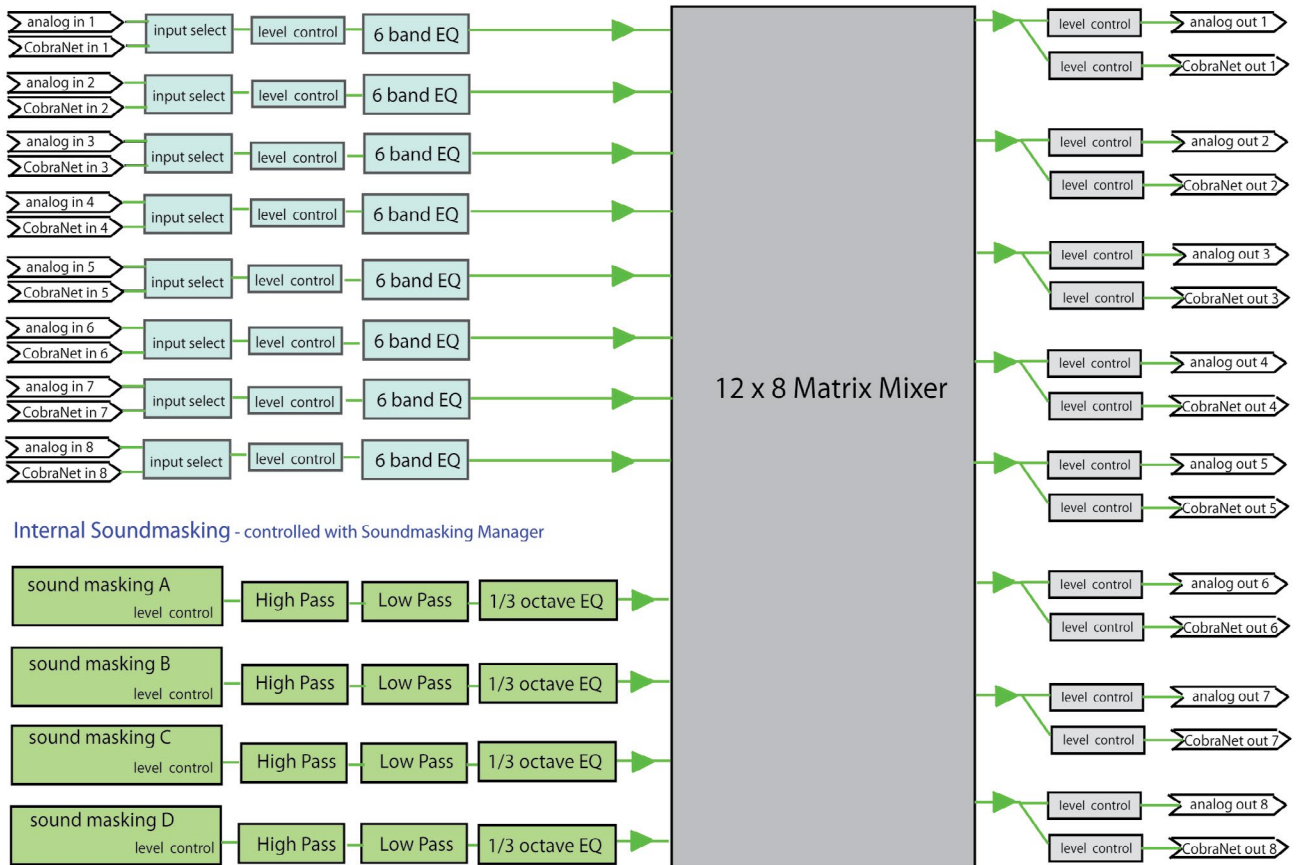 analog in 1
CobraNet in 1
input select
level control
6 band EQ
analog in 2
CobraNet in 2
input select
level control
6 band EQ
analog in 3
CobraNet in 3
input select
level control
6 band EQ
analog in 4
CobraNet in 4
input select
level control
6 band EQ
analog in 5
CobraNet in 5
input select
level control
6 band EQ
analog in 6
CobraNet in 6
input select
level control
6 band EQ
analog in 7
CobraNet in 7
input select
level control
6 band EQ
analog in 8
CobraNet in 8
input select
level control
6 band EQ
Internal Soundmasking - controlled with Soundmasking Manager
sound masking A
level control
High Pass
Low Pass
1/3 octave EQ
sound masking B
level control
High Pass
Low Pass
1/3 octave EQ
sound masking C
level control
High Pass
Low Pass
1/3 octave EQ
sound masking D
level control
High Pass
Low Pass
1/3 octave EQ
12 x 8 Matrix Mixer
level control
analog out 1
level control
CobraNet out 1
level control
analog out 2
level control
CobraNet out 2
level control
analog out 3
level control
CobraNet out 3
level control
analog out 4
level control
CobraNet out 4
level control
analog out 5
level control
CobraNet out 5
level control
analog out 6
level control
CobraNet out 6
level control
analog out 7
level control
CobraNet out 7
level control
analog out 8
level control
CobraNet out 8